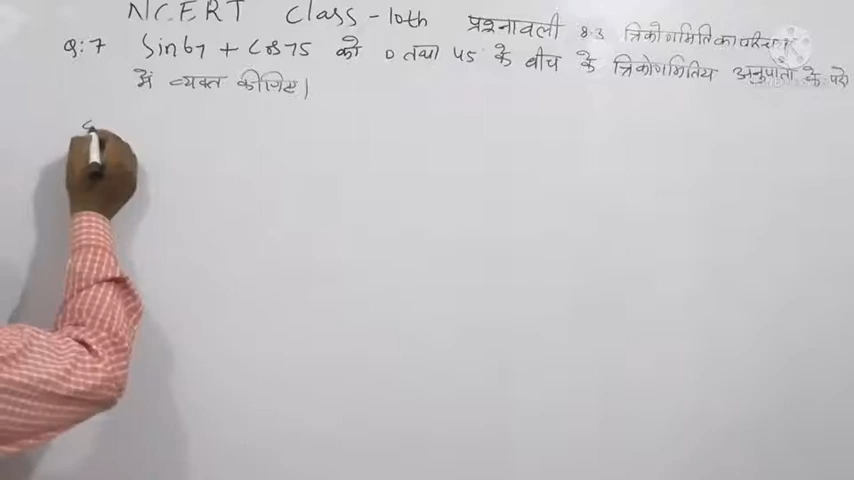 NCERT Class-10th प्रश्नावली 8.3 त्रिकोणमिति का परिचय
Q:7 Sin67 + Cos75 को 0 तथा 45 के बीच के त्रिकोणमितिय अनुपातो के पदो
में व्यक्त कीजिए।